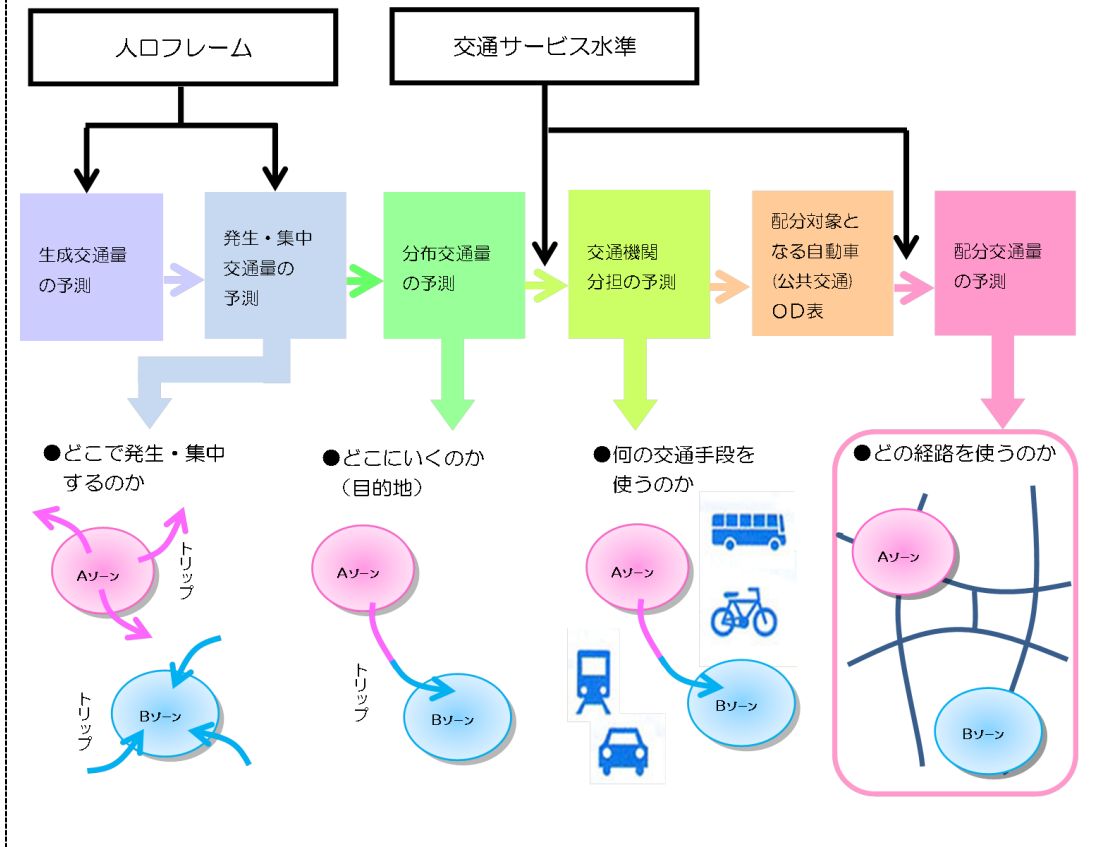 人口フレーム
交通サービス水準
生成交通量
の予測
発生・集中
交通量の
予測
分布交通量
の予測
交通機関
分担の予測
配分対象と
なる自動車
(公共交通)
OD表
配分交通量
の予測
●どこで発生・集中
するのか
●どこにいくのか
（目的地）
●何の交通手段を
使うのか
●どの経路を使うのか
Aゾーン
トリップ
Bゾーン
トリップ
Aゾーン
トリップ
Bゾーン
Aゾーン
Bゾーン
Aゾーン
Bゾーン